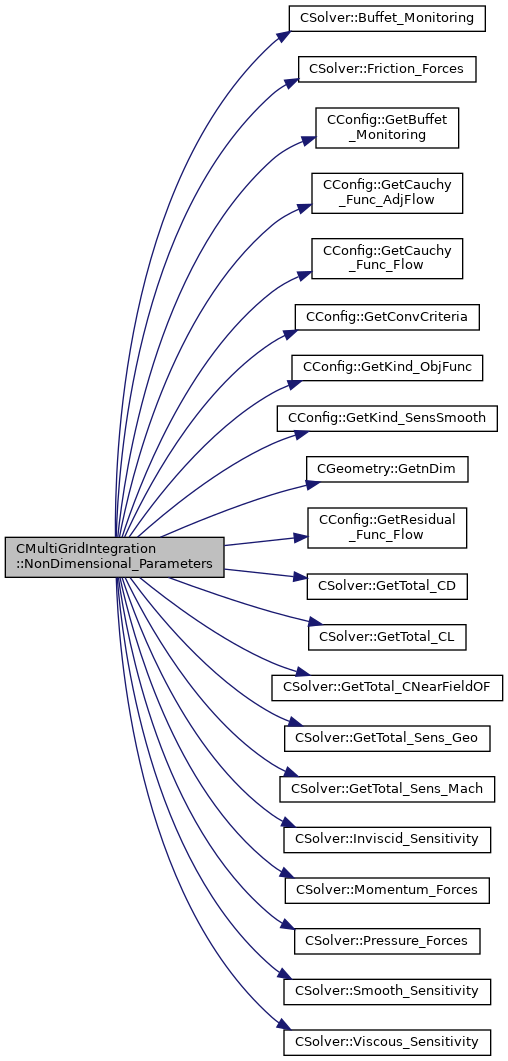 CSolver::Buffet_Monitoring
CSolver::Friction_Forces
CConfig::GetBuffet
_Monitoring
CConfig::GetCauchy
_Func_AdjFlow
CConfig::GetCauchy
_Func_Flow
CConfig::GetConvCriteria
CConfig::GetKind_ObjFunc
CConfig::GetKind_SensSmooth
CGeometry::GetnDim
CMultiGridIntegration
::NonDimensional_Parameters
CConfig::GetResidual
_Func_Flow
CSolver::GetTotal_CD
CSolver::GetTotal_CL
CSolver::GetTotal_CNearFieldOF
CSolver::GetTotal_Sens_Geo
CSolver::GetTotal_Sens_Mach
CSolver::Inviscid_Sensitivity
CSolver::Momentum_Forces
CSolver::Pressure_Forces
CSolver::Smooth_Sensitivity
CSolver::Viscous_Sensitivity